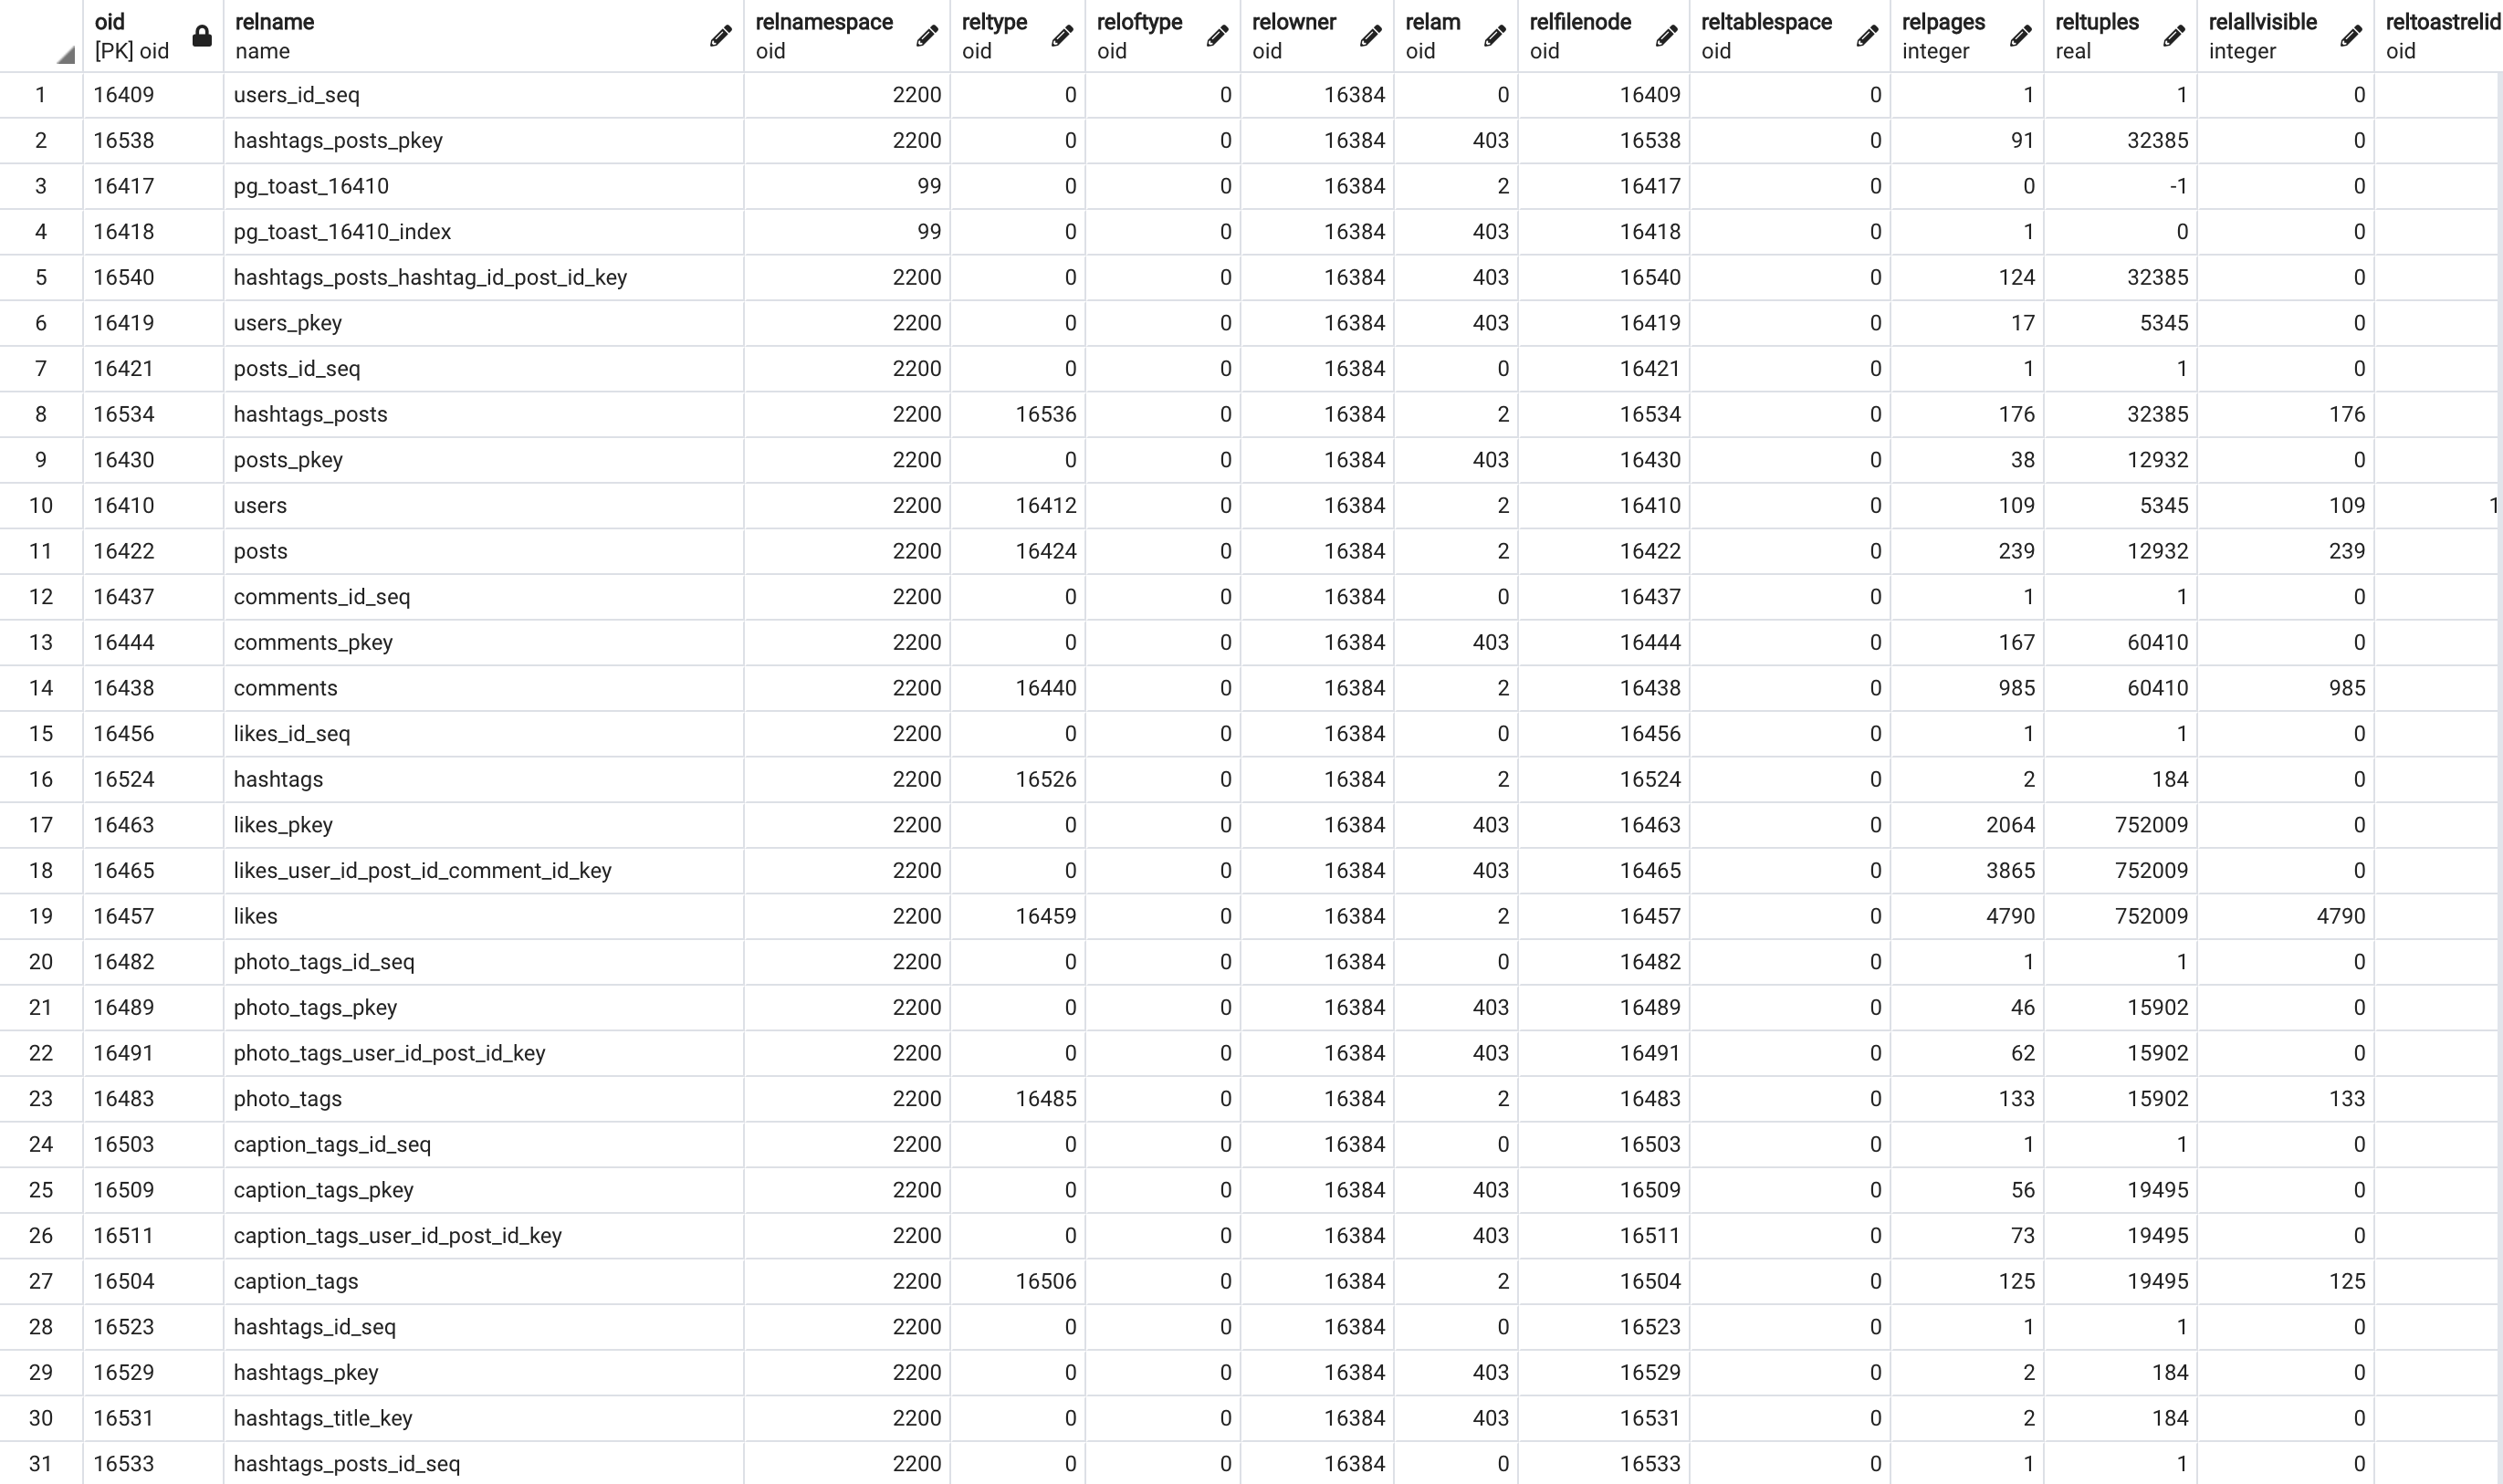 oid relname relnamespace reltype reloftype relowner relam relfilenode reltablespace relpages reltuples relallvisible reltoastrelid
[PK] oid name oid oid oid oid oid oid oid integer real integer oid
1 16409 users_id_seq 2200 0 0 16384 0 16409 0 1 1 0
2 16538 hashtags_posts_pkey 2200 0 0 16384 403 16538 0 91 32385 0
3 16417 pg_toast_16410 99 0 0 16384 2 16417 0 0 -1 0
4 16418 pg_toast_16410_index 99 0 0 16384 403 16418 0 1 0 0
5 16540 hashtags_posts_hashtag_id_post_id_key 2200 0 0 16384 403 16540 0 124 32385 0
6 16419 users_pkey 2200 0 0 16384 403 16419 0 17 5345 0
7 16421 posts_id_seq 2200 0 0 16384 0 16421 0 1 1 0
8 16534 hashtags_posts 2200 16536 0 16384 2 16534 0 176 32385 176
9 16430 posts_pkey 2200 0 0 16384 403 16430 0 38 12932 0
10 16410 users 2200 16412 0 16384 2 16410 0 109 5345 109 1
11 16422 posts 2200 16424 0 16384 2 16422 0 239 12932 239
12 16437 comments_id_seq 2200 0 0 16384 0 16437 0 1 1 0
13 16444 comments_pkey 2200 0 0 16384 403 16444 0 167 60410 0
14 16438 comments 2200 16440 0 16384 2 16438 0 985 60410 985
15 16456 likes_id_seq 2200 0 0 16384 0 16456 0 1 1 0
16 16524 hashtags 2200 16526 0 16384 2 16524 0 2 184 0
17 16463 likes_pkey 2200 0 0 16384 403 16463 0 2064 752009 0
18 16465 likes_user_id_post_id_comment_id_key 2200 0 0 16384 403 16465 0 3865 752009 0
19 16457 likes 2200 16459 0 16384 2 16457 0 4790 752009 4790
20 16482 photo_tags_id_seq 2200 0 0 16384 0 16482 0 1 1 0
21 16489 photo_tags_pkey 2200 0 0 16384 403 16489 0 46 15902 0
22 16491 photo_tags_user_id_post_id_key 2200 0 0 16384 403 16491 0 62 15902 0
23 16483 photo_tags 2200 16485 0 16384 2 16483 0 133 15902 133
24 16503 caption_tags_id_seq 2200 0 0 16384 0 16503 0 1 1 0
25 16509 caption_tags_pkey 2200 0 0 16384 403 16509 0 56 19495 0
26 16511 caption_tags_user_id_post_id_key 2200 0 0 16384 403 16511 0 73 19495 0
27 16504 caption_tags 2200 16506 0 16384 2 16504 0 125 19495 125
28 16523 hashtags_id_seq 2200 0 0 16384 0 16523 0 1 1 0
29 16529 hashtags_pkey 2200 0 0 16384 403 16529 0 2 184 0
30 16531 hashtags_title_key 2200 0 0 16384 403 16531 0 2 184 0
31 16533 hashtags_posts_id_seq 2200 0 0 16384 0 16533 0 1 1 0